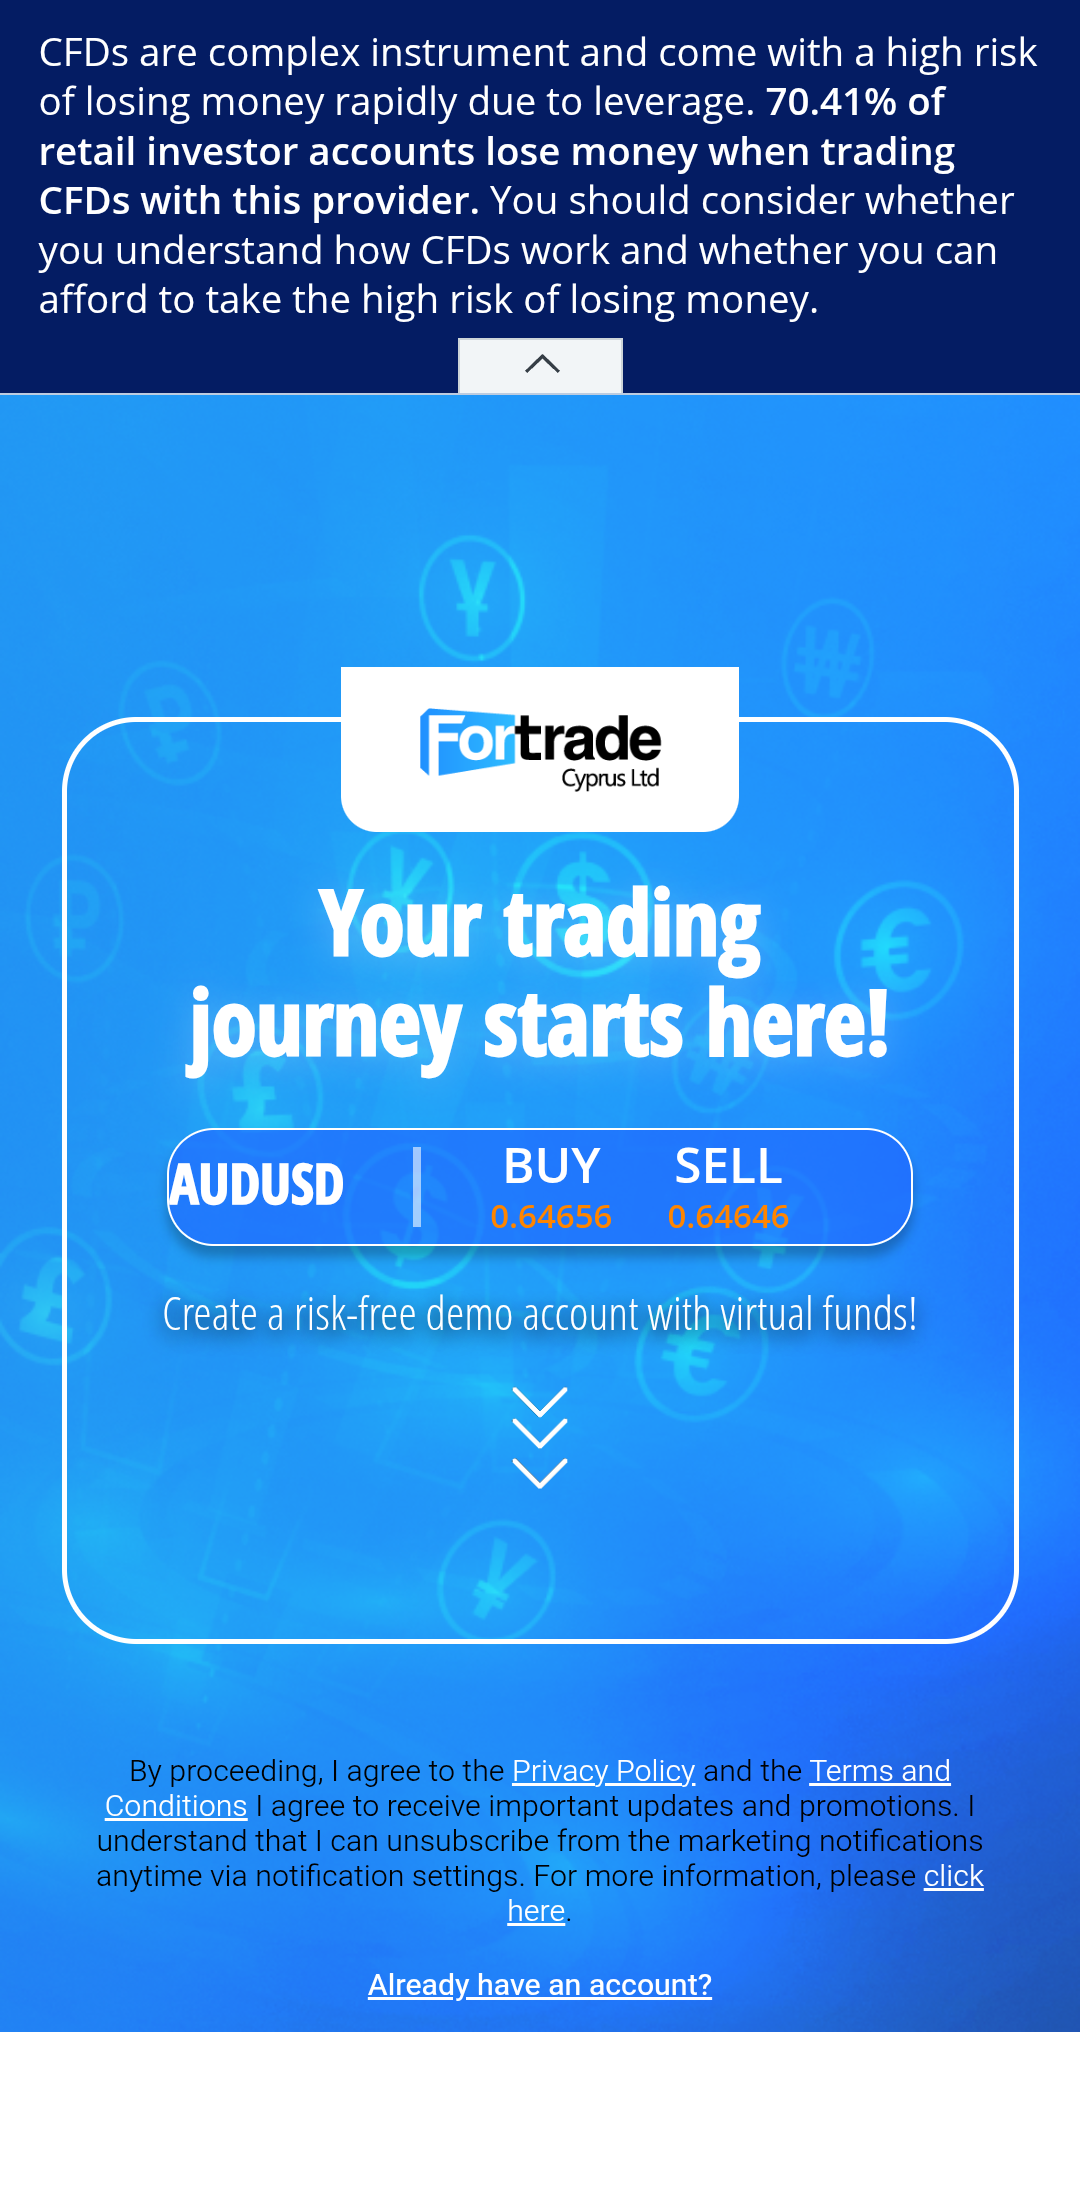 CFDs are complex instrument and come with a high risk
of losing money rapidly due to leverage. 70.41% of
retail investor accounts lose money when trading
CFDs with this provider. You should consider whether
you understand how CFDs work and whether you can
afford to take the high risk of losing money.
Fortrade
Cyprus Ltd
Your trading
journey starts here!
AUDUSD
BUY SELL
0.64656 0.64646
Create a risk-free demo account with virtual funds!
By proceeding, I agree to the Privacy Policy and the Terms and
Conditions I agree to receive important updates and promotions. I
understand that I can unsubscribe from the marketing notifications
anytime via notification settings. For more information, please click
here.
Already have an account?